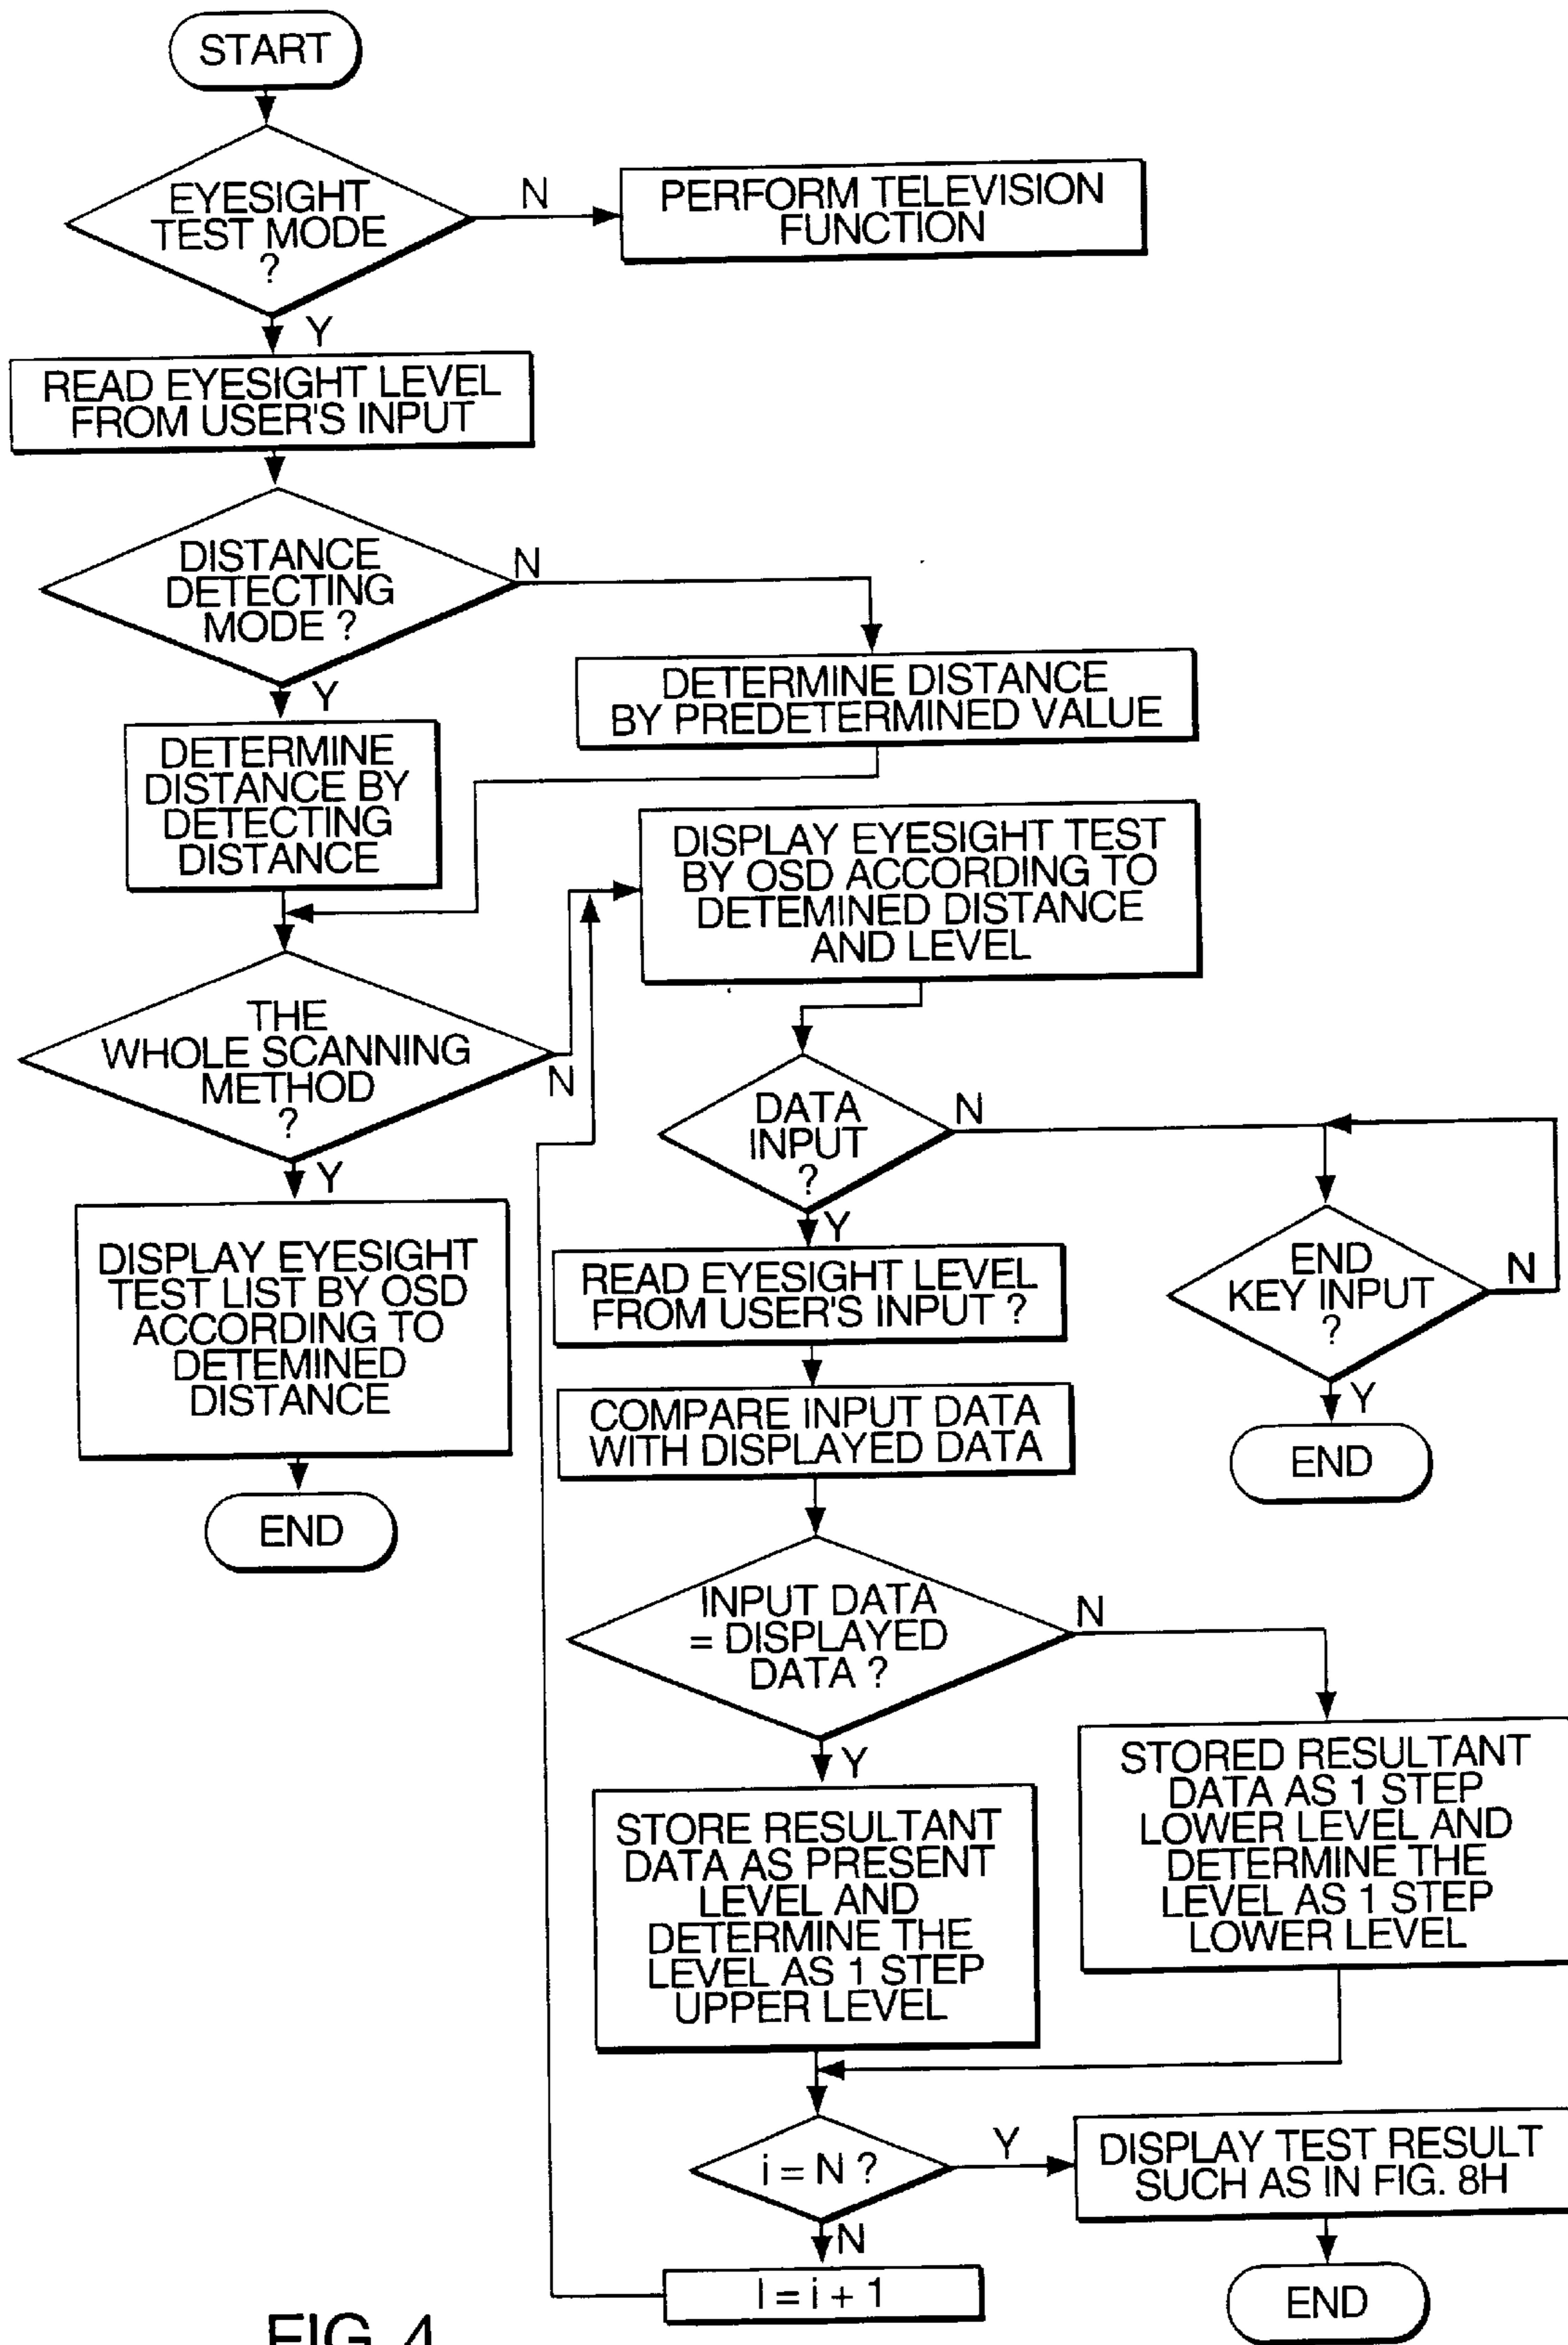 START
EYESIGHT
TEST MODE
?
N
PERFORM TELEVISION
FUNCTION
Y
READ EYESIGHT LEVEL
FROM USER'S INPUT
DISTANCE
DETECTING
MODE ?
N
Y
DETERMINE DISTANCE
BY PREDETERMINED VALUE
DETERMINE
DISTANCE BY
DETECTING
DISTANCE
DISPLAY EYESIGHT TEST
BY OSD ACCORDING TO
DETEMINED DISTANCE
AND LEVEL
THE
WHOLE SCANNING
METHOD
?
N
Y
DATA
INPUT
?
N
Y
DISPLAY EYESIGHT
TEST LIST BY OSD
ACCORDING TO
DETEMINED
DISTANCE
END
READ EYESIGHT LEVEL
FROM USER'S INPUT ?
END
KEY INPUT
?
N
Y
END
COMPARE INPUT DATA
WITH DISPLAYED DATA
INPUT DATA
= DISPLAYED
DATA ?
N
Y
STORED RESULTANT
DATA AS 1 STEP
LOWER LEVEL AND
DETERMINE THE
LEVEL AS 1 STEP
LOWER LEVEL
STORE RESULTANT
DATA AS PRESENT
LEVEL AND
DETERMINE THE
LEVEL AS 1 STEP
UPPER LEVEL
i = N ?
Y
DISPLAY TEST RESULT
SUCH AS IN FIG. 8H
N
I = i + 1
END
FIG. 4